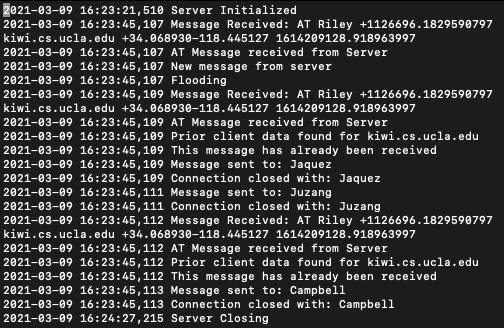 2021-03-09 16:23:21,510 Server Initialized
2021-03-09 16:23:45,107 Message Received: AT Riley +1126696.1829590797
kiwi.cs.ucla.edu +34.068930-118.445127 1614209128.918963997
2021-03-09 16:23:45,107 AT Message received from Server
2021-03-09 16:23:45,107 New message from server
2021-03-09 16:23:45,107 Flooding
2021-03-09 16:23:45,109 Message Received: AT Riley +1126696.1829590797
kiwi.cs.ucla.edu +34.068930-118.445127 1614209128.918963997
2021-03-09 16:23:45,109 AT Message received from Server
2021-03-09 16:23:45,109 Prior client data found for kiwi.cs.ucla.edu
2021-03-09 16:23:45,109 This message has already been received
2021-03-09 16:23:45,109 Message sent to: Jaquez
2021-03-09 16:23:45,109 Connection closed with: Jaquez
2021-03-09 16:23:45,111 Message sent to: Juzang
2021-03-09 16:23:45,111 Connection closed with: Juzang
2021-03-09 16:23:45,112 Message Received: AT Riley +1126696.1829590797
kiwi.cs.ucla.edu +34.068930-118.445127 1614209128.918963997
2021-03-09 16:23:45,112 AT Message received from Server
2021-03-09 16:23:45,112 Prior client data found for kiwi.cs.ucla.edu
2021-03-09 16:23:45,112 This message has already been received
2021-03-09 16:23:45,113 Message sent to: Campbell
2021-03-09 16:23:45,113 Connection closed with: Campbell
2021-03-09 16:24:27,215 Server Closing